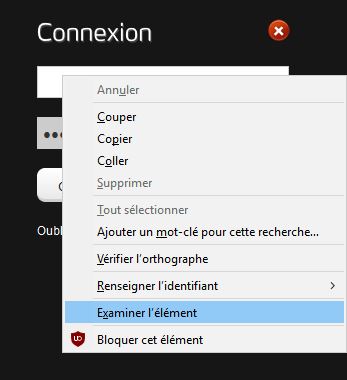 Connexion
Annuler
Couper
Copier
Coller
Supprimer
Tout sélectionner
Ajouter un mot-clé pour cette recherche...
Vérifier l'orthographe
Renseigner l'identifiant
Examiner l'élément
Bloquer cet élément
Oubl